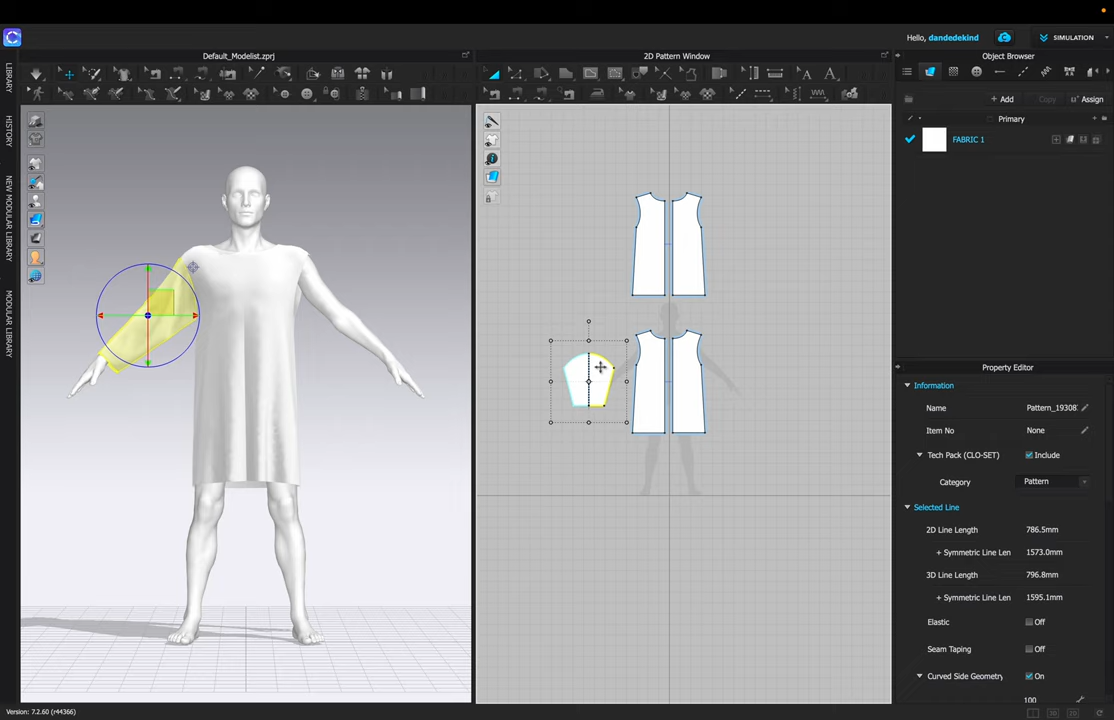 Hello, dandedekind
SIMULATION
Default_Modelist.zprj
2D Pattern Window
Object Browser
LIBRARY
HISTORY
NEW MODULAR LIBRARY
MODULAR LIBRARY
+ Add
Copy
Assign
Primary
FABRIC 1
Property Editor
Information
Name
Pattern_19308
Item No
None
Tech Pack (CLO-SET)
Include
Category
Pattern
Selected Line
2D Line Length
786.5mm
+ Symmetric Line Len
1573.0mm
3D Line Length
796.8mm
+ Symmetric Line Len
1595.1mm
Elastic
Off
Seam Taping
Off
Curved Side Geometry
On
100
Version: 7.2.60 (r44366)